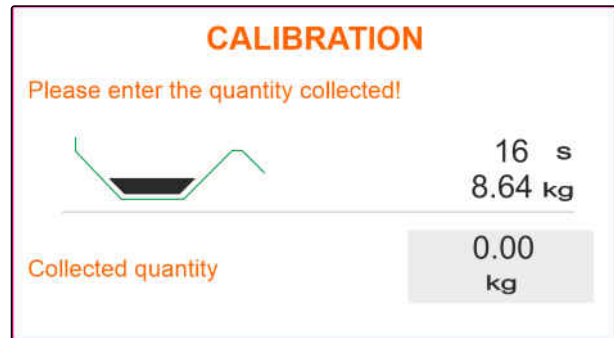 CALIBRATION
Please enter the quantity collected!
16 s
8.64 kg
Collected quantity
0.00
kg